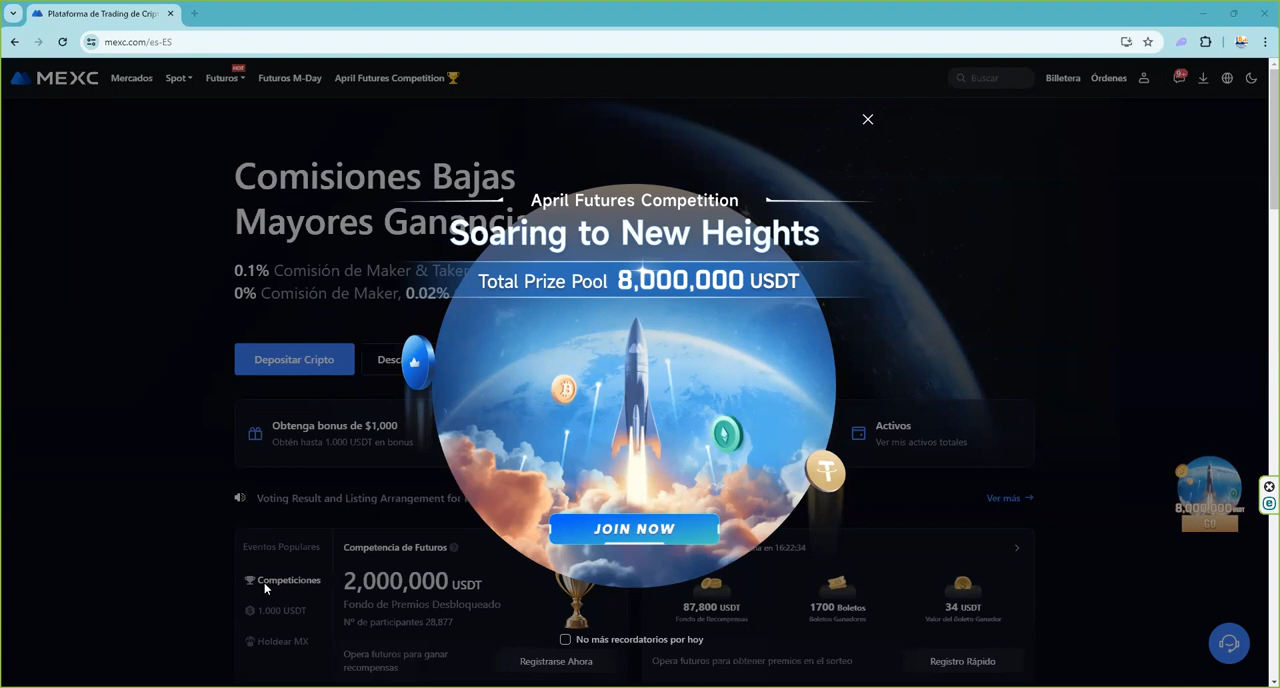 Plataforma de Trading de Crip
mexc.com/es-ES
MEXC
Mercados
Spot
Futuros
HOT
Futuros M-Day
April Futures Competition
Buscar
Billetera
Órdenes
9+
Comisiones Bajas
Mayores Gananci
0.1% Comisión de Maker & Taker
0% Comisión de Maker, 0.02%
Depositar Cripto
Desc
April Futures Competition
Soaring to New Heights
Total Prize Pool 8,000,000 USDT
JOIN NOW
No más recordatorios por hoy
Obtenga bonus de $1,000
Obtén hasta 1.000 USDT en bonus
Activos
Ver mis activos totales
Voting Result and Listing Arrangement for
Ver más
8,000,000 USDT
GO
Eventos Populares
Competiciones
1,000 USDT
Holdear MX
Competencia de Futuros
2,000,000 USDT
Fondo de Premios Desbloqueado
Nº de participantes 28,877
Opera futuros para ganar
recompensas
Registrarse Ahora
en 16:22:34
87,800 USDT
Fondo de Recompensas
1700 Boletos
Boletos Ganadores
34 USDT
Valor del Boleto Ganador
Opera futuros para obtener premios en el sorteo
Registro Rápido